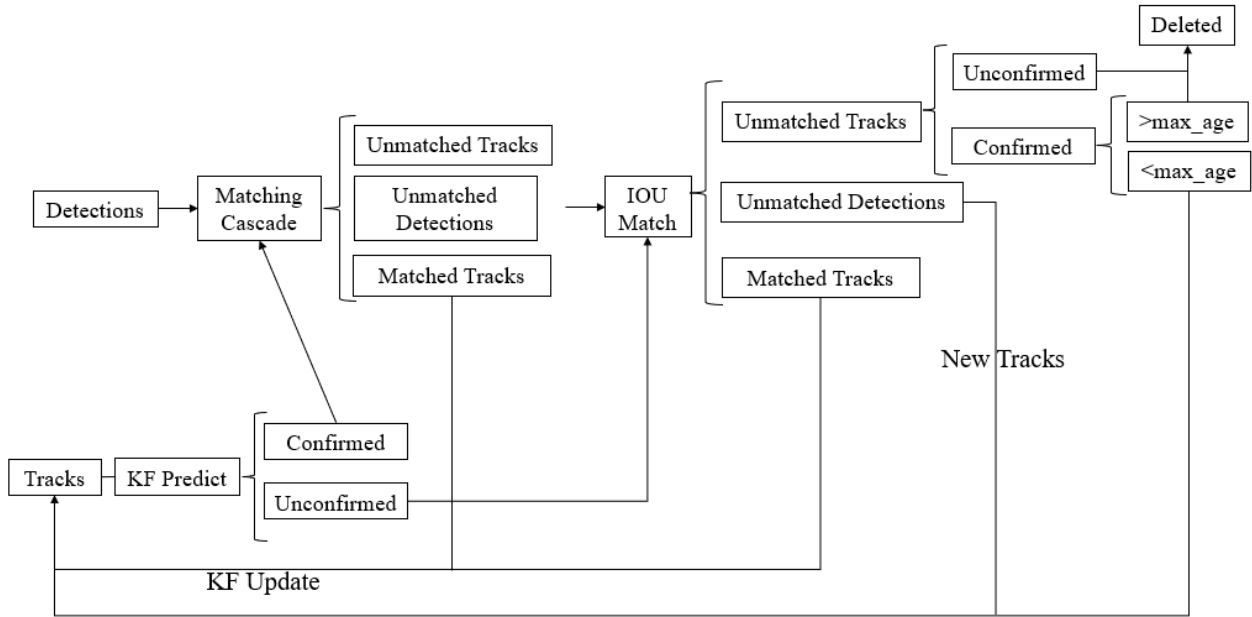 Deleted
Unconfirmed
Unmatched Tracks
>max_age
Unmatched Tracks
Confirmed
<max_age
Detections
Matching
Cascade
Unmatched
Detections
IOU
Match
Unmatched Detections
Matched Tracks
Matched Tracks
New Tracks
Confirmed
Tracks
KF Predict
Unconfirmed
KF Update